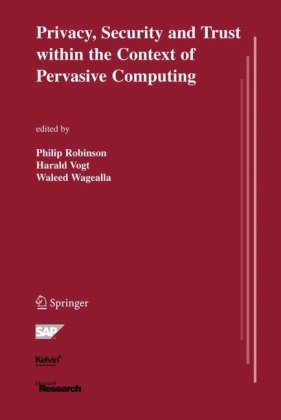 Privacy, Security and Trust
within the Context of
Pervasive Computing
edited by
Philip Robinson
Harald Vogt
Waleed Wagealla
Springer
SAP
Kelvin
Research